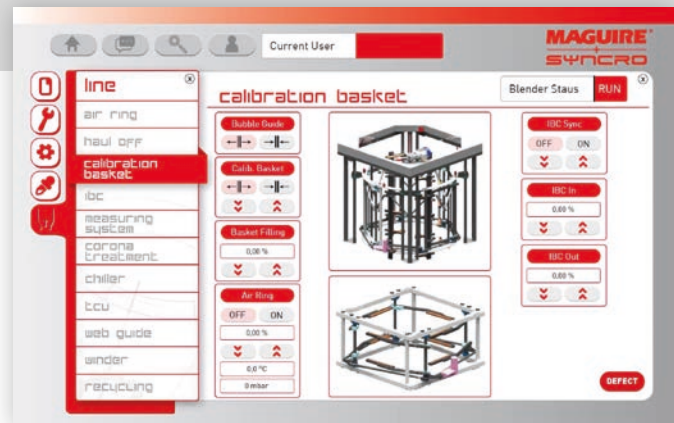 Current User
MAGUIRE
+
SYNCRO
line
air ring
haul off
calibration
basket
ibc
measuring
system
corona
treatment
chiller
tcu
web guide
winder
recycling
calibration basket
Blender Staus
RUN
Bubble Guide
Calib. Basket
Basket Filling
0,00 %
Air Ring
OFF
ON
0,00 %
0,0 °C
0 mbar
IBC Sync
OFF
ON
IBC In
0,00 %
IBC Out
0,00 %
DEFECT